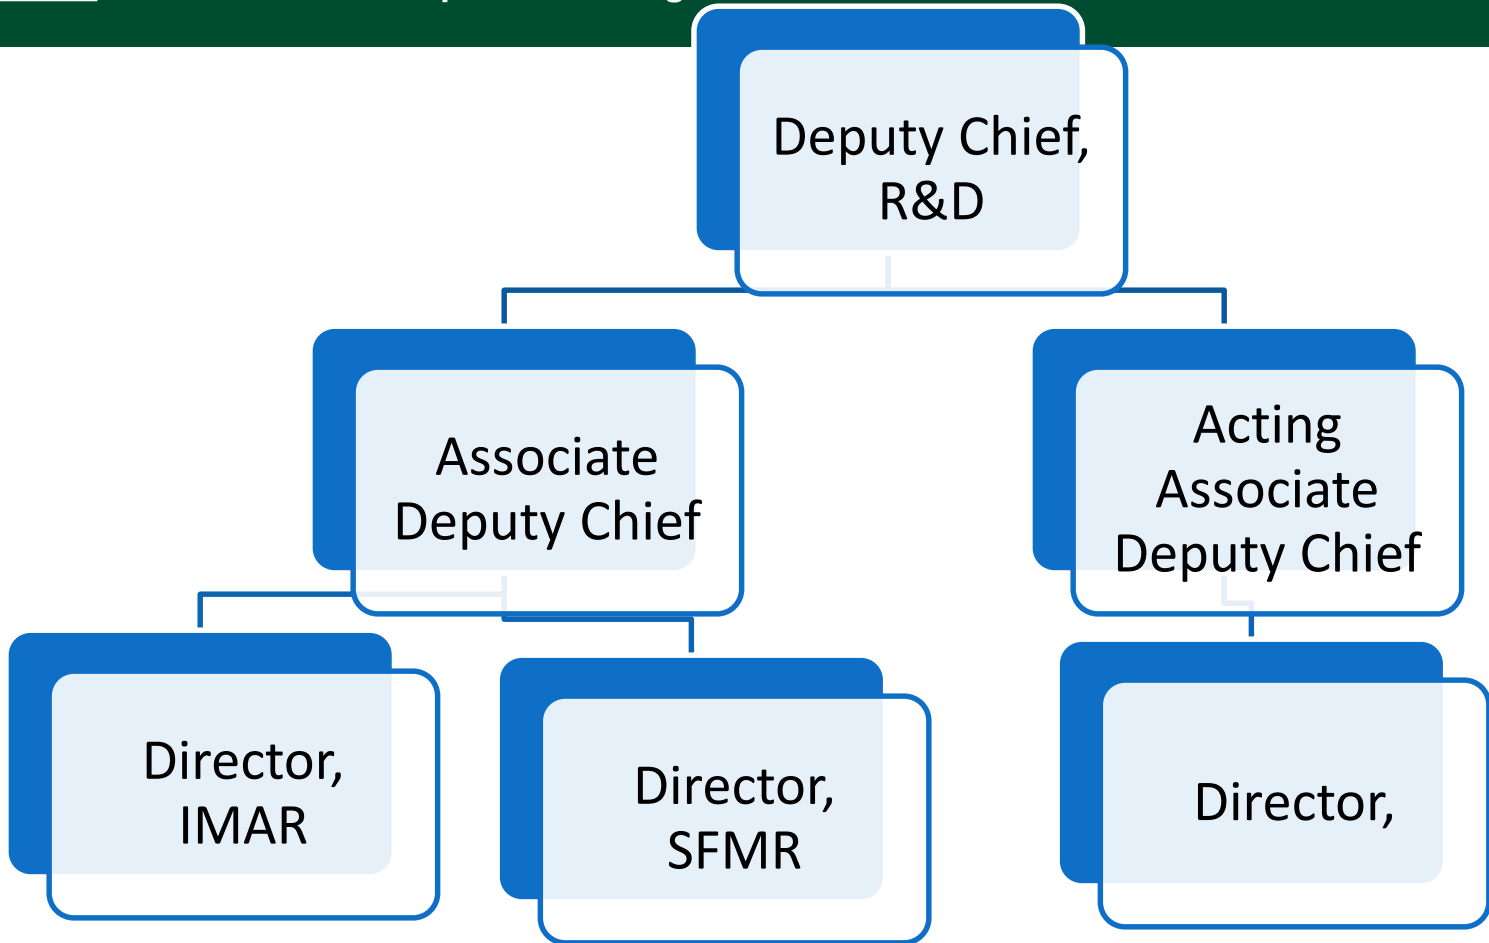 Deputy Chief,
R&D
Associate
Deputy Chief
Acting
Associate
Deputy Chief
Director,
IMAR
Director,
SFMR
Director,